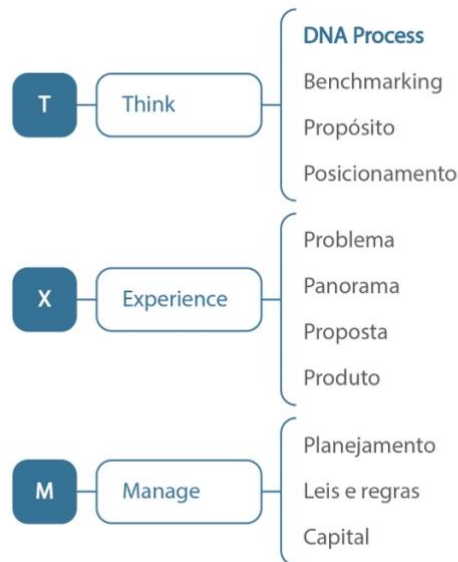 T
Think
DNA Process
Benchmarking
Propósito
Posicionamento
X
Experience
Problema
Panorama
Proposta
Produto
M
Manage
Planejamento
Leis e regras
Capital